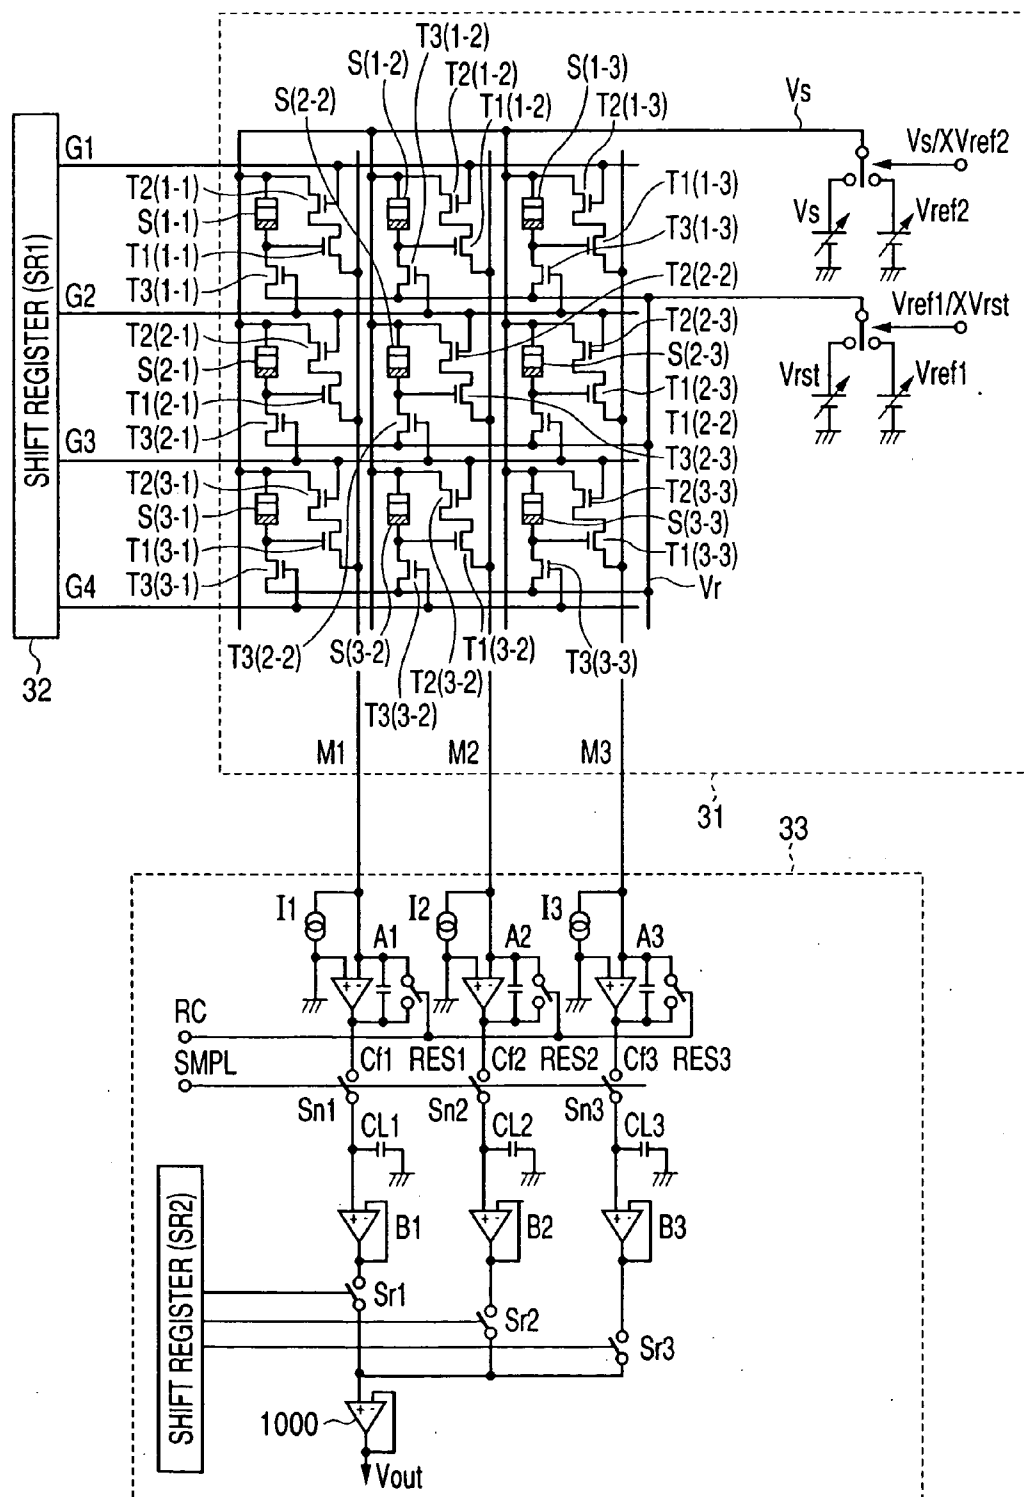 T3(1-2)
S(1-2)
T2(1-2)
S(1-3)
S(2-2)
T1(1-2)
T2(1-3)
Vs
SHIFT REGISTER (SR1)
G1
Vs/XVref2
T2(1-1)
T1(1-3)
S(1-1)
Vs
Vref2
T1(1-1)
T3(1-3)
T3(1-1)
T2(2-2)
G2
Vref1/XVrst
T2(2-1)
T2(2-3)
S(2-1)
S(2-3)
Vrst
Vref1
T1(2-1)
T1(2-3)
T3(2-1)
T1(2-2)
G3
T3(2-3)
T2(3-1)
T2(3-3)
S(3-1)
S(3-3)
T1(3-1)
T1(3-3)
T3(3-1)
G4
Vr
T3(2-2)
S(3-2)
T1(3-2)
T3(3-3)
T2(3-2)
T3(3-2)
32
M1
M2
M3
31
33
I1
I2
I3
A1
A2
A3
RC
Cf1
RES1
Cf2
RES2
Cf3
RES3
SMPL
Sn1
Sn2
Sn3
CL1
CL2
CL3
SHIFT REGISTER (SR2)
+ -
+ -
+ -
B1
B2
B3
Sr1
Sr2
Sr3
+ -
1000
Vout